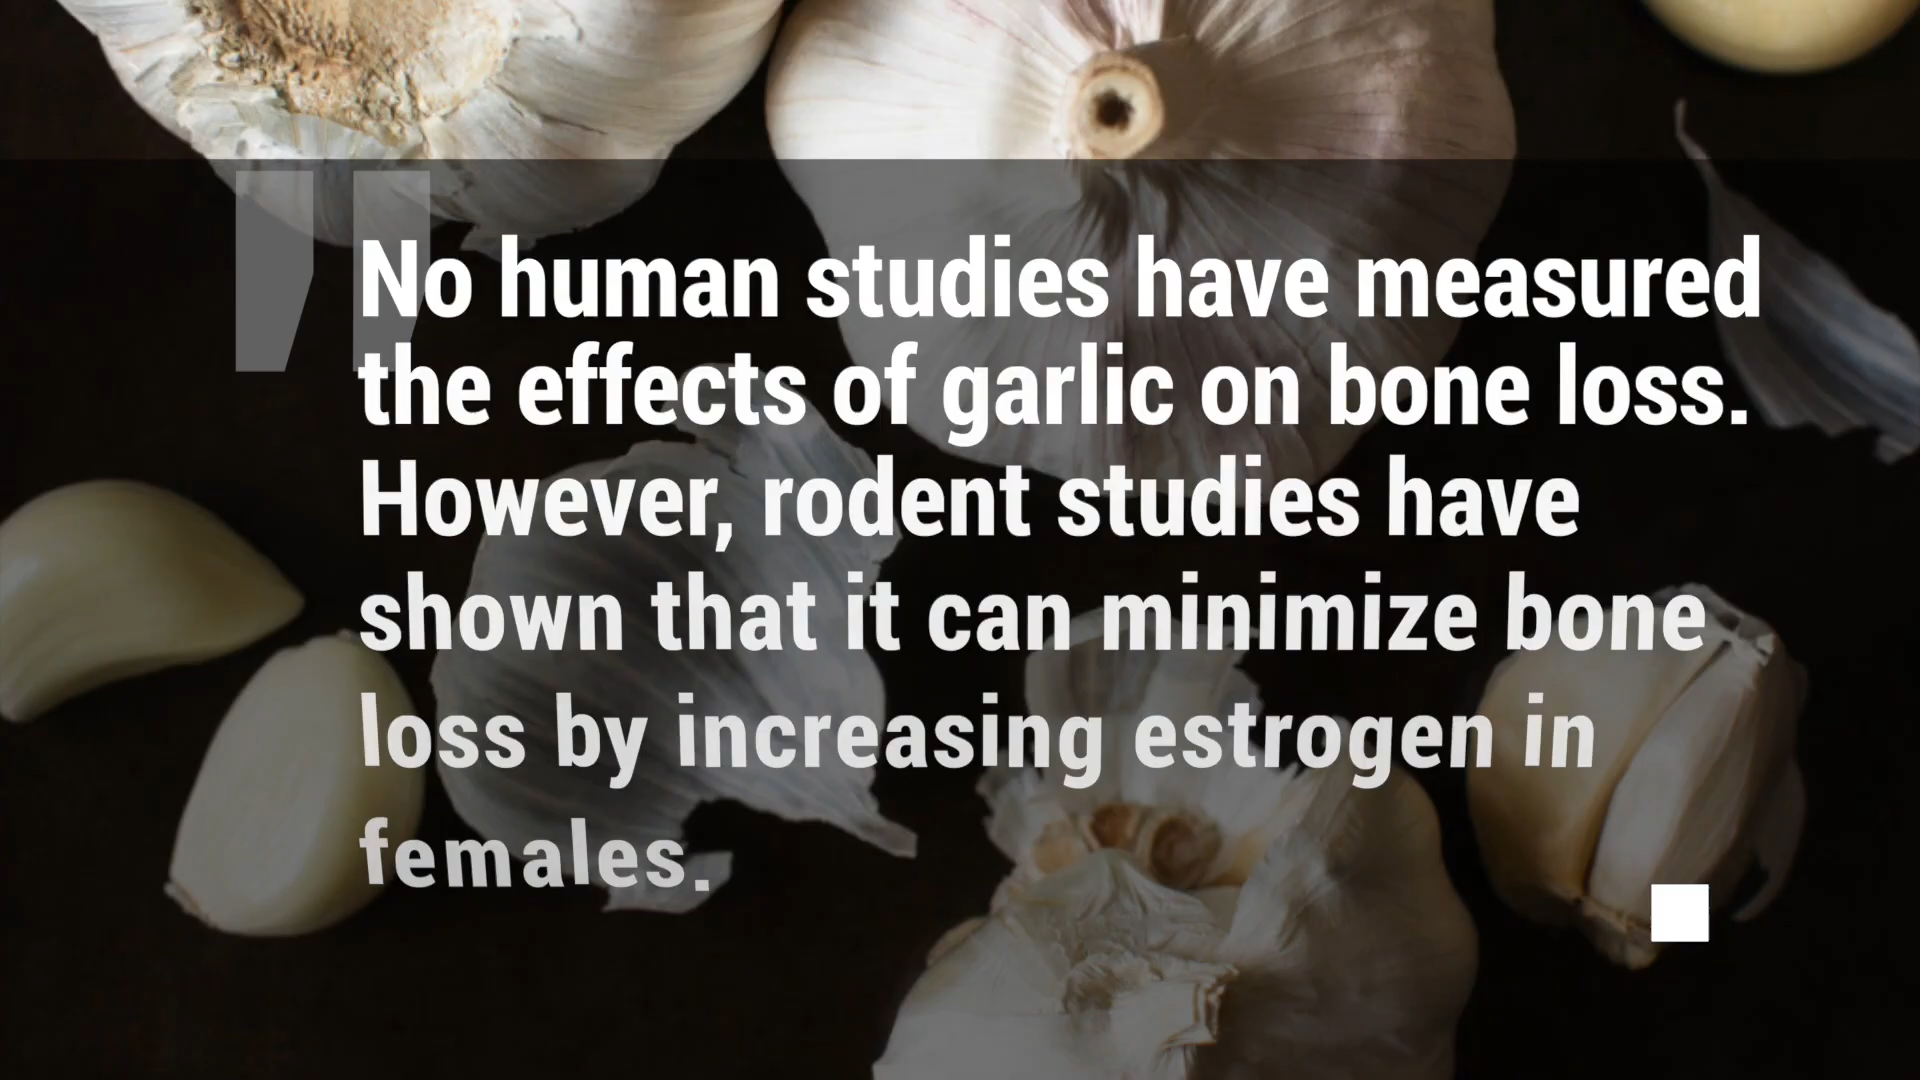 "
No human studies have measured
the effects of garlic on bone loss.
However, rodent studies have
shown that it can minimize bone
loss by increasing estrogen in
females.